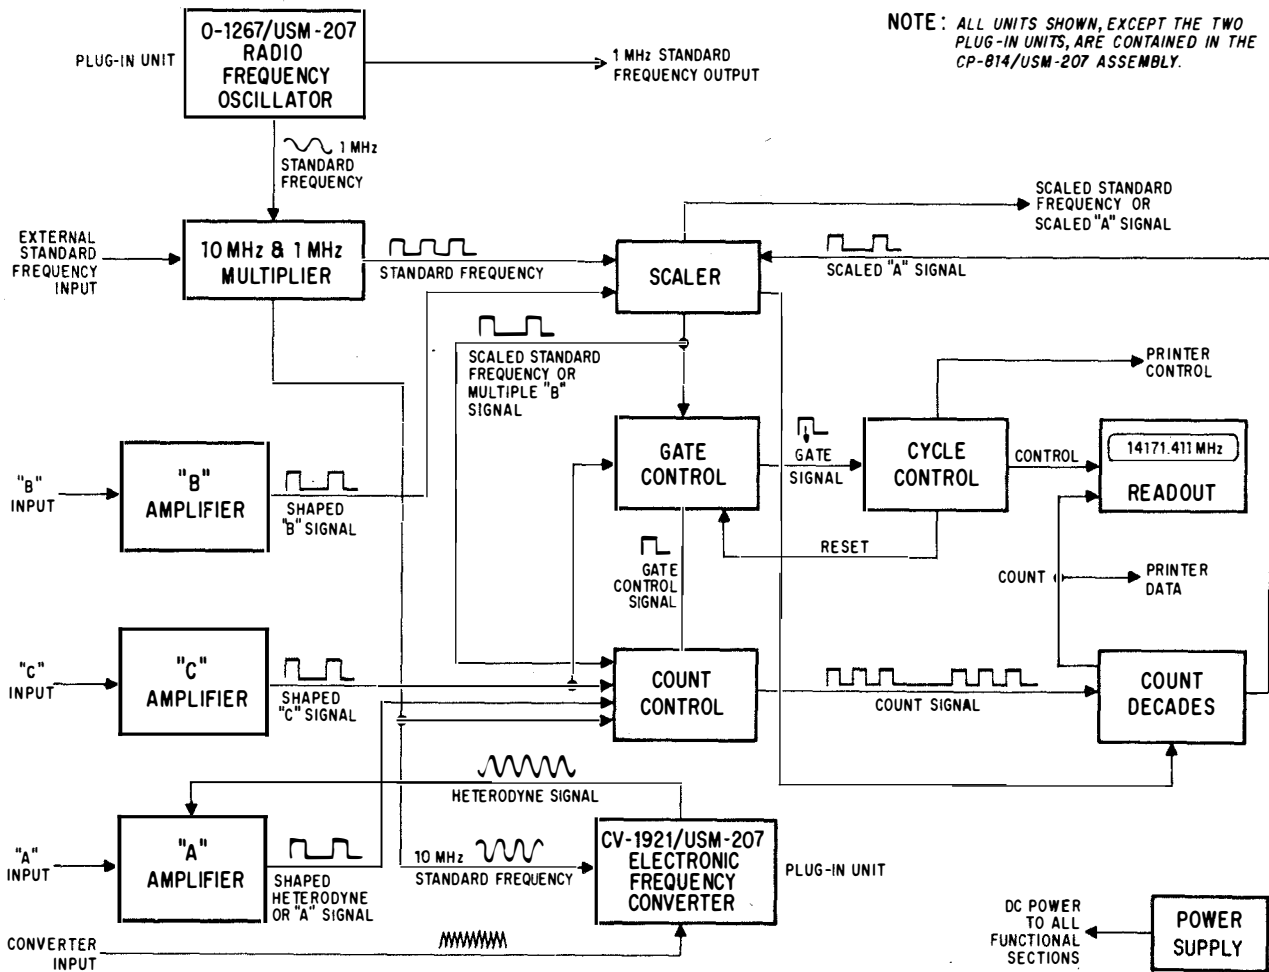 NOTE: ALL UNITS SHOWN, EXCEPT THE TWO
PLUG-IN UNITS, ARE CONTAINED IN THE
CP-814/USM-207 ASSEMBLY.
PLUG-IN UNIT
O-1267/USM-207
RADIO
FREQUENCY
OSCILLATOR
1 MHz STANDARD
FREQUENCY OUTPUT
1 MHz
STANDARD
FREQUENCY
EXTERNAL
STANDARD
FREQUENCY
INPUT
10 MHz & 1 MHz
MULTIPLIER
STANDARD FREQUENCY
SCALER
SCALED STANDARD
FREQUENCY OR
SCALED "A" SIGNAL
SCALED "A" SIGNAL
SCALED STANDARD
FREQUENCY OR
MULTIPLE "B"
SIGNAL
PRINTER
CONTROL
"B"
INPUT
"B"
AMPLIFIER
SHAPED
"B" SIGNAL
GATE
CONTROL
GATE
SIGNAL
CYCLE
CONTROL
CONTROL
14171.411 MHz
READOUT
RESET
GATE
CONTROL
SIGNAL
COUNT
PRINTER
DATA
"C"
INPUT
"C"
AMPLIFIER
SHAPED
"C" SIGNAL
COUNT
CONTROL
COUNT SIGNAL
COUNT
DECADES
HETERODYNE SIGNAL
"A"
INPUT
"A"
AMPLIFIER
SHAPED
HETERODYNE
OR "A" SIGNAL
10 MHz
STANDARD FREQUENCY
CV-1921/USM-207
ELECTRONIC
FREQUENCY
CONVERTER
PLUG-IN UNIT
CONVERTER
INPUT
DC POWER
TO ALL
FUNCTIONAL
SECTIONS
POWER
SUPPLY